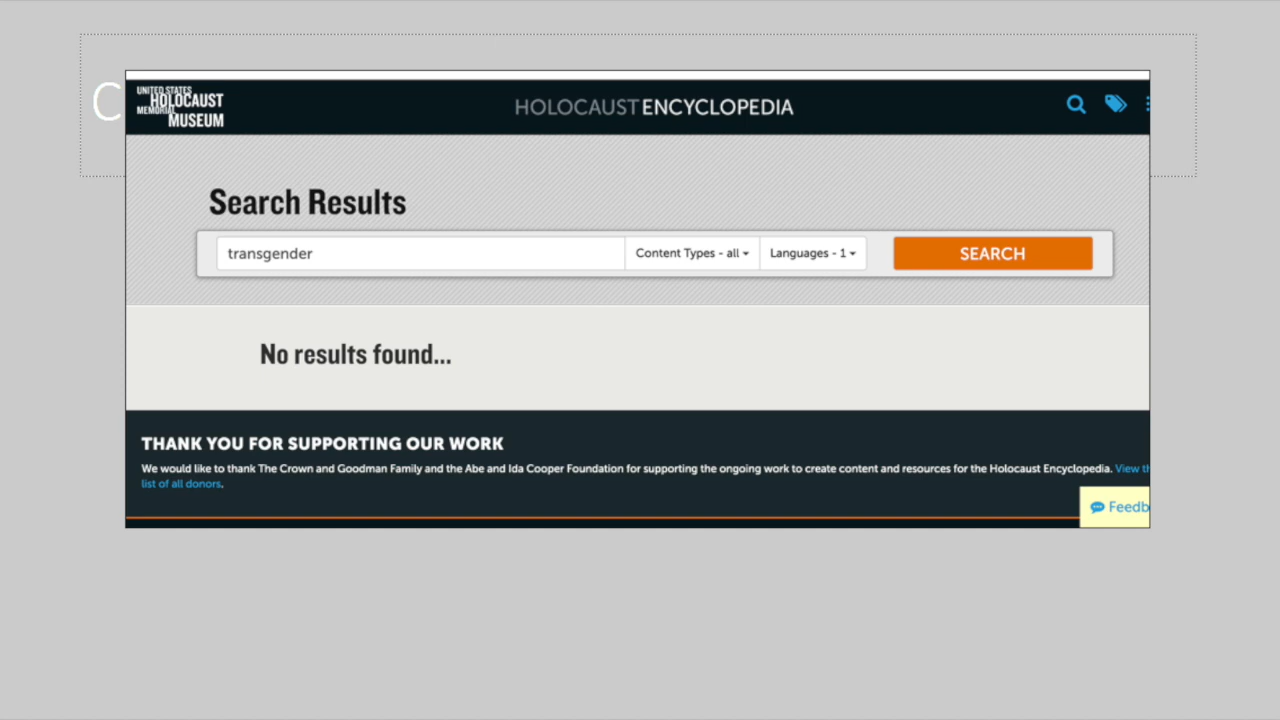 C
UNITED STATES
HOLOCAUST
MEMORIAL
MUSEUM
HOLOCAUST ENCYCLOPEDIA
Search Results
transgender
Content Types - all
Languages - 1
SEARCH
No results found...
THANK YOU FOR SUPPORTING OUR WORK
We would like to thank The Crown and Goodman Family and the Abe and Ida Cooper Foundation for supporting the ongoing work to create content and resources for the Holocaust Encyclopedia. View th
list of all donors.
Feedb